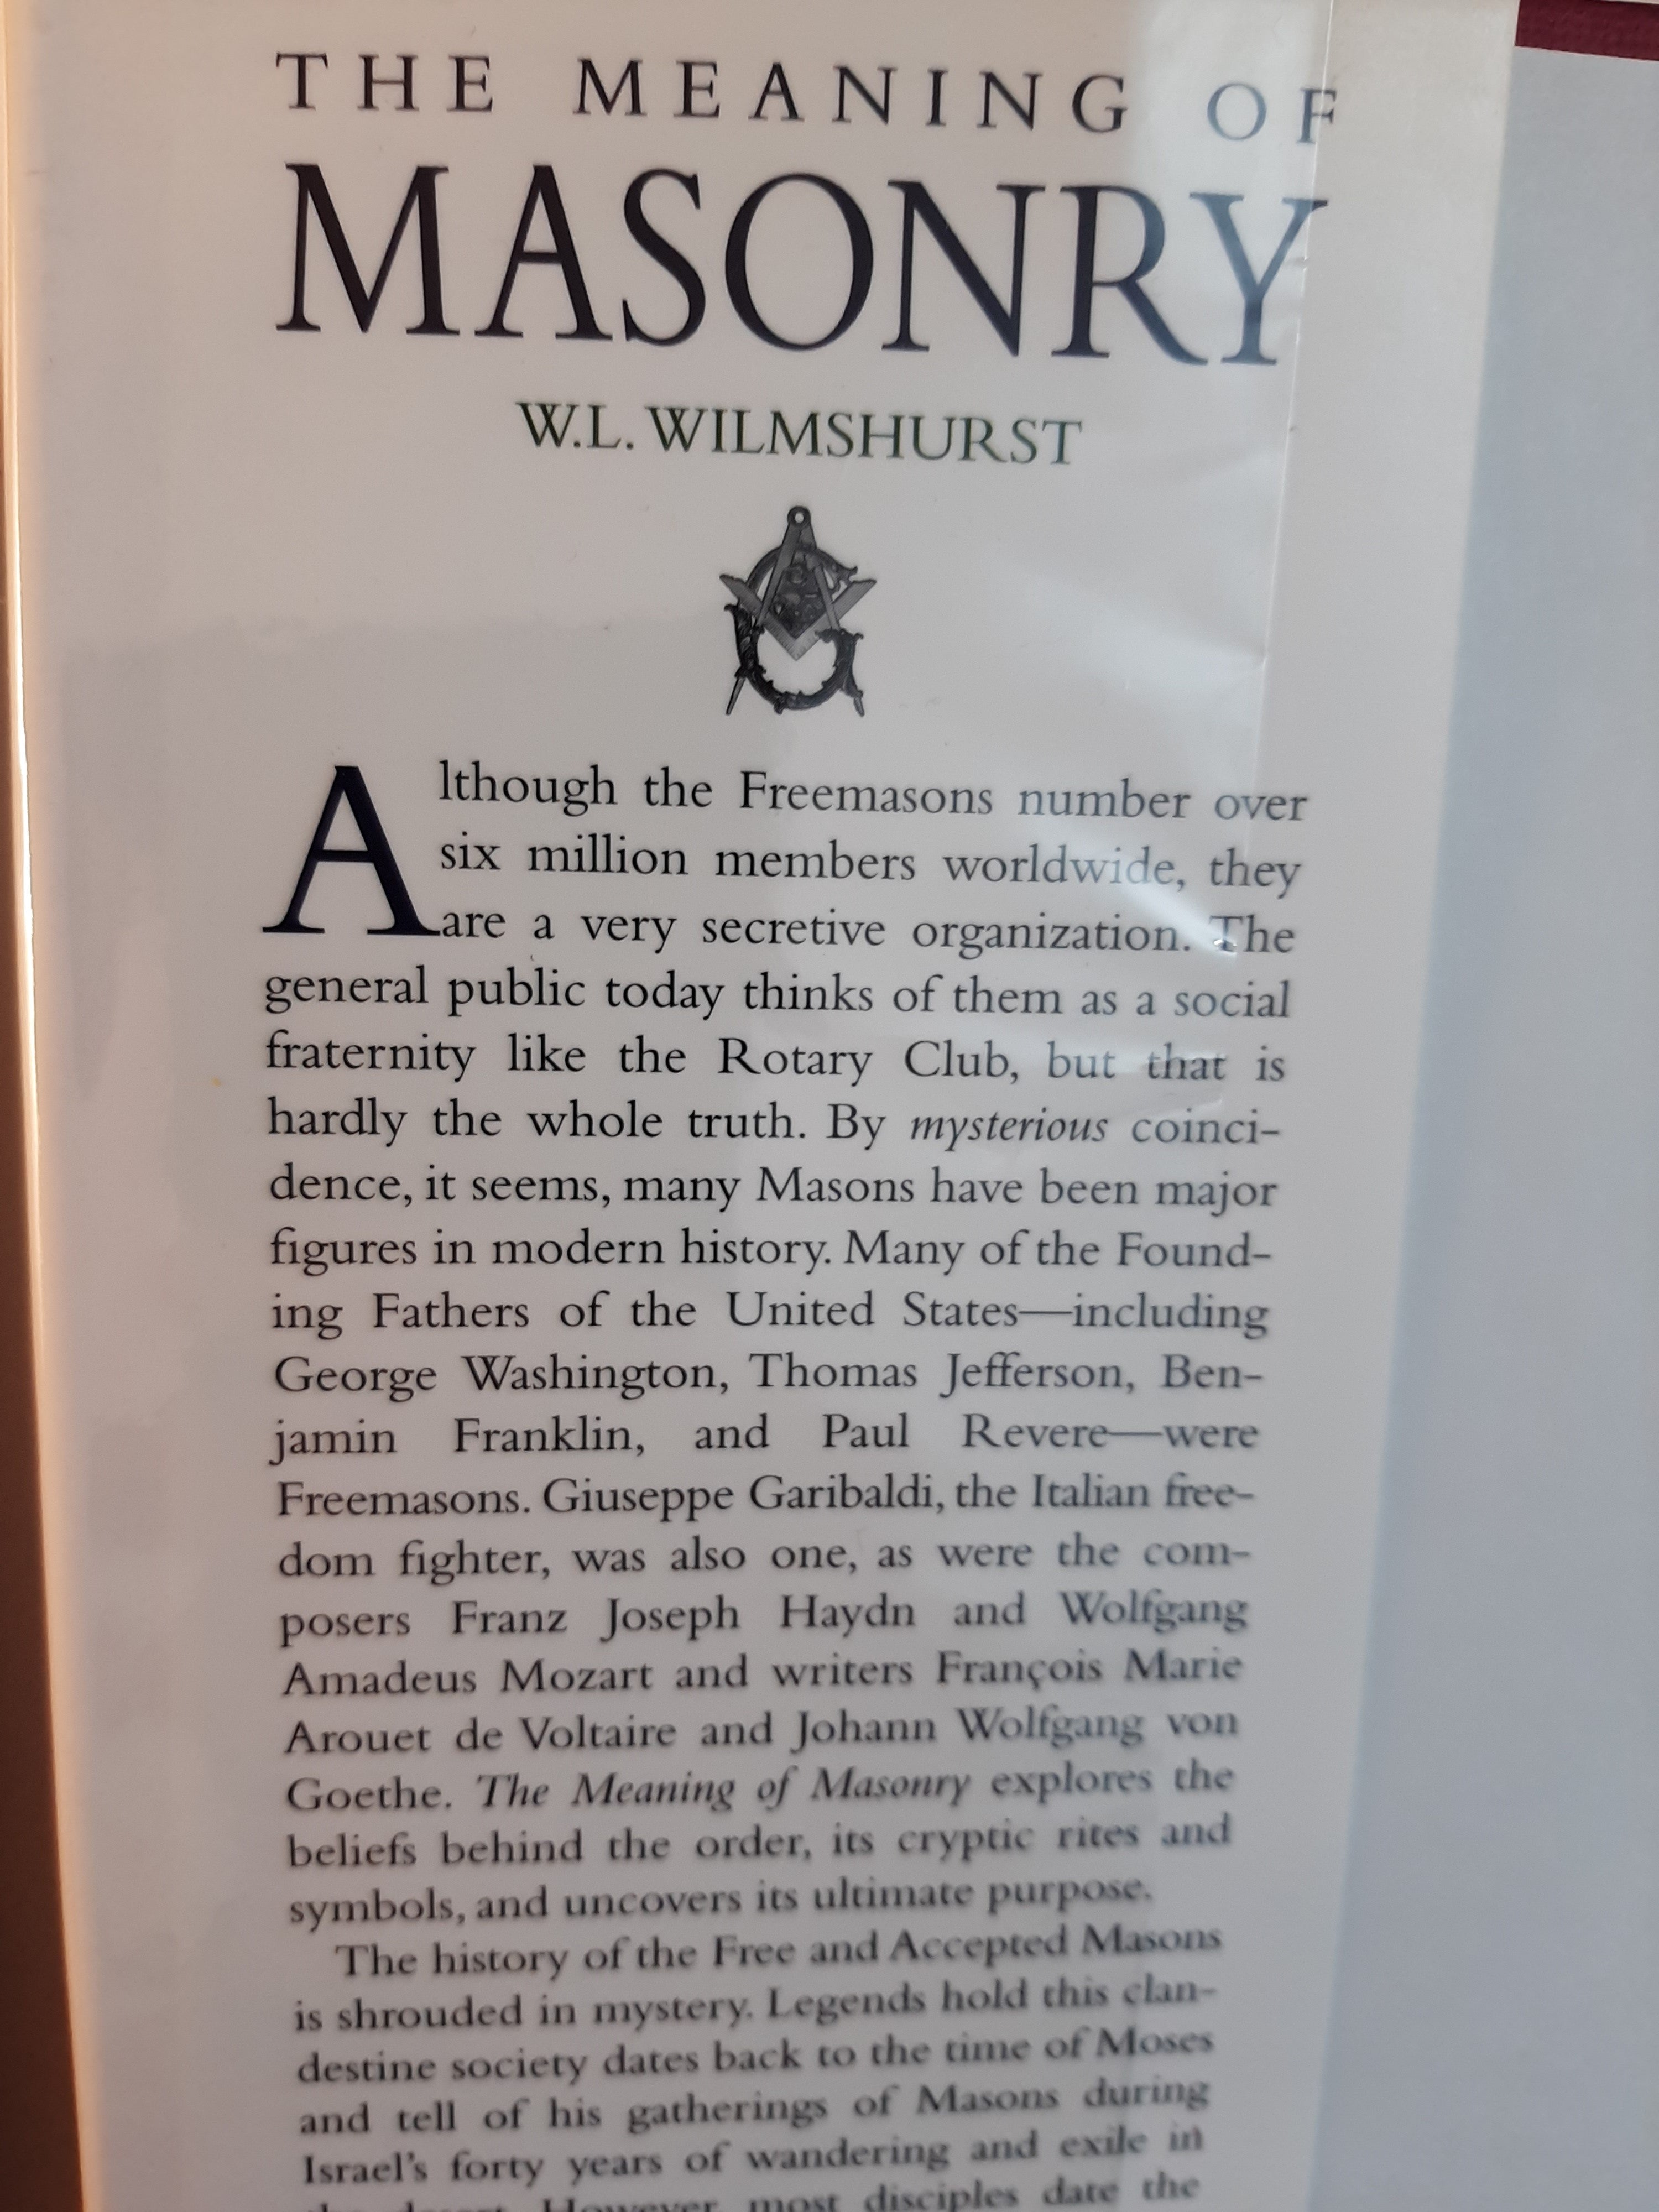 THE MEANING OF
MASONRY
W.L. WILMSHURST
Although the Freemasons number over
six million members worldwide, they
are a very secretive organization. The
general public today thinks of them as a social
fraternity like the Rotary Club, but that is
hardly the whole truth. By mysterious coinci-
dence, it seems, many Masons have been major
figures in modern history. Many of the Found-
ing Fathers of the United States—including
George Washington, Thomas Jefferson, Ben-
jamin Franklin, and Paul Revere—were
Freemasons. Giuseppe Garibaldi, the Italian free-
dom fighter, was also one, as were the com-
posers Franz Joseph Haydn and Wolfgang
Amadeus Mozart and writers François Marie
Arouet de Voltaire and Johann Wolfgang von
Goethe. The Meaning of Masonry explores the
beliefs behind the order, its cryptic rites and
symbols, and uncovers its ultimate purpose.
The history of the Free and Accepted Masons
is shrouded in mystery. Legends hold this clan-
destine society dates back to the time of Moses
and tell of his gatherings of Masons during
Israel's forty years of wandering and exile in
the desert. However, most disciples date the